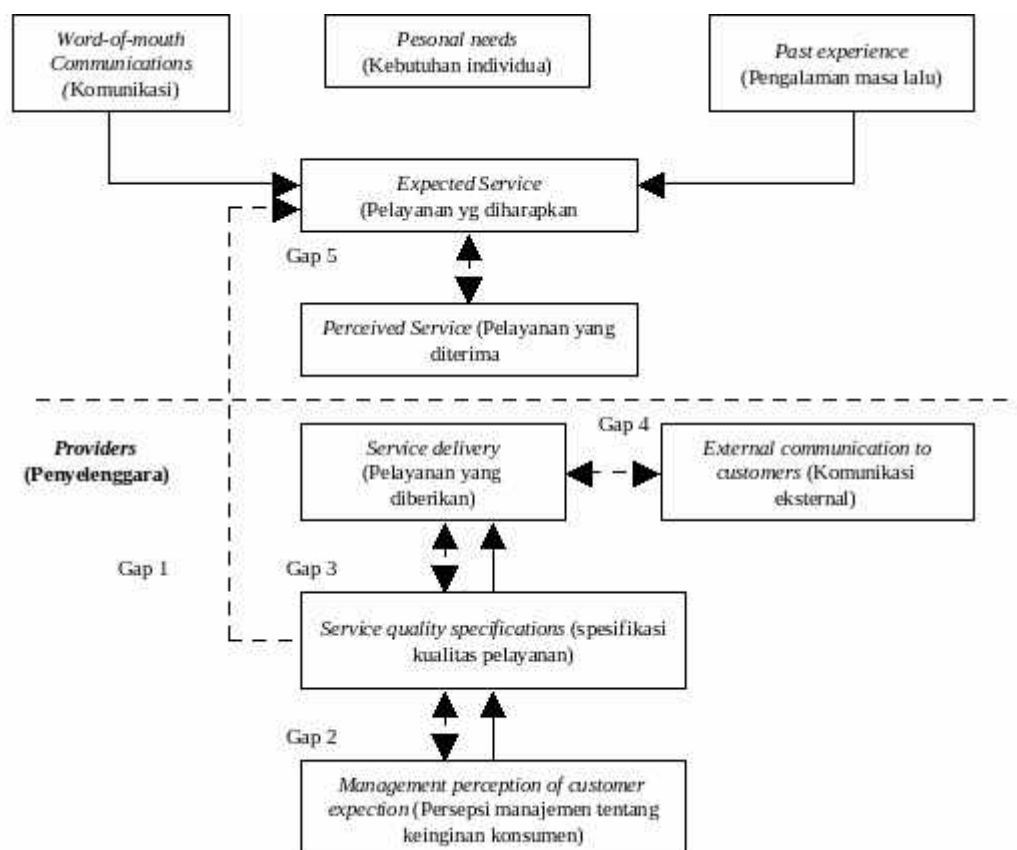 Word-of-mouth
Communications
(Komunikasi)
Pesonal needs
(Kebutuhan individua)
Past experience
(Pengalaman masa lalu)
Expected Service
(Pelayanan yg diharapkan
Gap 5
Perceived Service (Pelayanan yang
diterima
Providers
(Penyelenggara)
Service delivery
(Pelayanan yang
diberikan)
Gap 4
External communication to
customers (Komunikasi
eksternal)
Gap 1
Gap 3
Service quality specifications (spesifikasi
kualitas pelayanan)
Gap 2
Management perception of customer
expection (Persepsi manajemen tentang
keinginan konsumen)